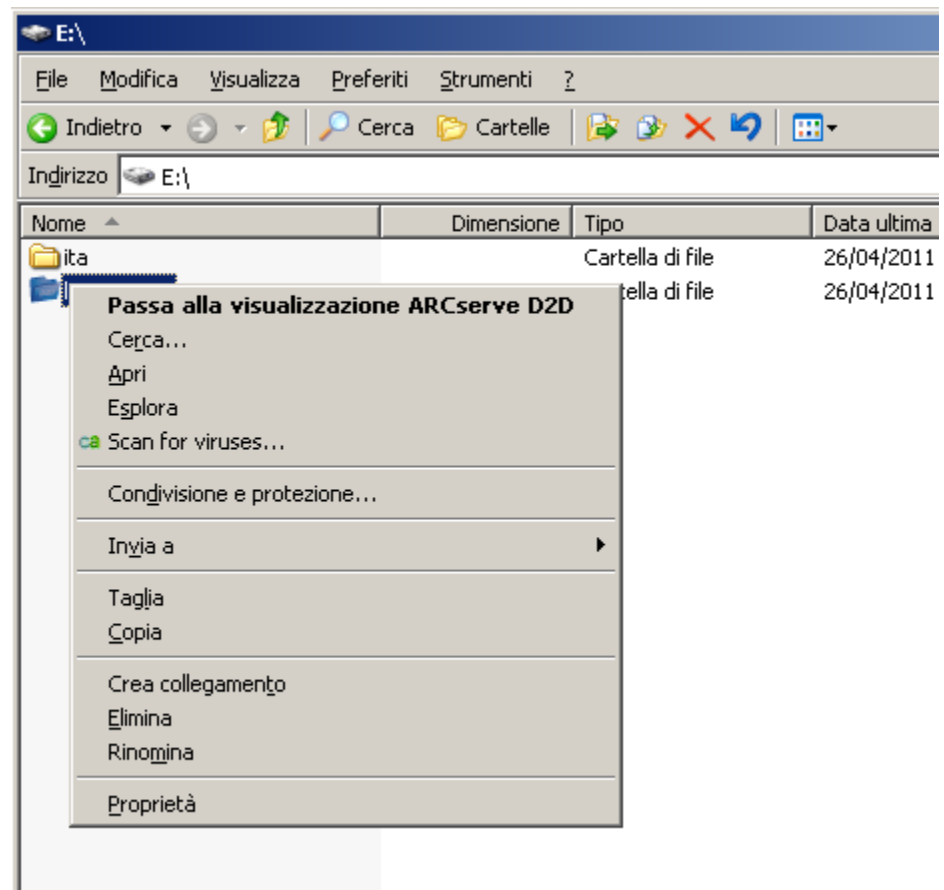 E:\
File Modifica Visualizza Preferiti Strumenti ?
Indietro Cerca Cartelle
Indirizzo E:\
Nome Dimensione Tipo Data ultima
ita Cartella di file 26/04/2011
tella di file 26/04/2011
Passa alla visualizzazione ARCserve D2D
Cerca...
Apri
Esplora
ca Scan for viruses...
Condivisione e protezione...
Invia a
Taglia
Copia
Crea collegamento
Elimina
Rinomina
Proprietà